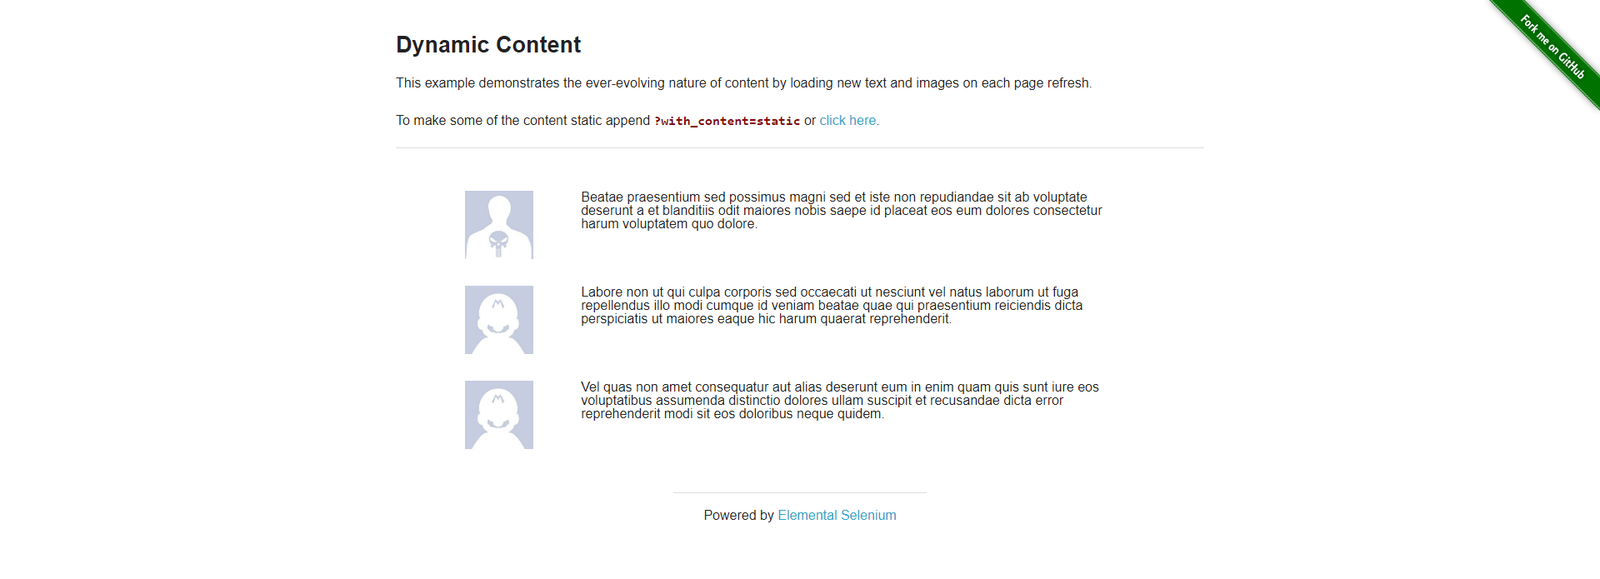 Fork me on GitHub
Dynamic Content
This example demonstrates the ever-evolving nature of content by loading new text and images on each page refresh.
To make some of the content static append ?with_content=static or click here.
Beatae praesentium sed possimus magni sed et iste non repudiandae sit ab voluptate
deserunt a et blanditiis odit maiores nobis saepe id placeat eos eum dolores consectetur
harum voluptatem quo dolore.
Labore non ut qui culpa corporis sed occaecati ut nesciunt vel natus laborum ut fuga
repellendus illo modi cumque id veniam beatae quae qui praesentium reiciendis dicta
perspiciatis ut maiores eaque hic harum quaerat reprehenderit.
Vel quas non amet consequatur aut alias deserunt eum in enim quam quis sunt iure eos
voluptatibus assumenda distinctio dolores ullam suscipit et recusandae dicta error
reprehenderit modi sit eos doloribus neque quidem.
Powered by Elemental Selenium